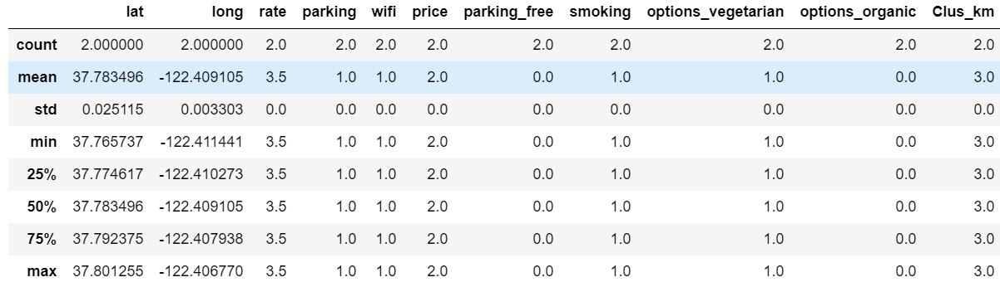 lat long rate parking wifi price parking_free smoking options_vegetarian options_organic Clus_km
count 2.000000 2.000000 2.0 2.0 2.0 2.0 2.0 2.0 2.0 2.0 2.0
mean 37.783496 -122.409105 3.5 1.0 1.0 2.0 0.0 1.0 1.0 0.0 3.0
std 0.025115 0.003303 0.0 0.0 0.0 0.0 0.0 0.0 0.0 0.0 0.0
min 37.765737 -122.411441 3.5 1.0 1.0 2.0 0.0 1.0 1.0 0.0 3.0
25% 37.774617 -122.410273 3.5 1.0 1.0 2.0 0.0 1.0 1.0 0.0 3.0
50% 37.783496 -122.409105 3.5 1.0 1.0 2.0 0.0 1.0 1.0 0.0 3.0
75% 37.792375 -122.407938 3.5 1.0 1.0 2.0 0.0 1.0 1.0 0.0 3.0
max 37.801255 -122.406770 3.5 1.0 1.0 2.0 0.0 1.0 1.0 0.0 3.0